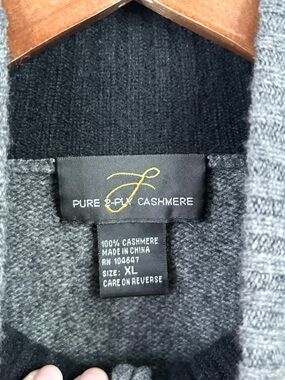 PURE 2-PLY CASHMERE
100% CASHMERE
MADE IN CHINA
RN 104647
SIZE: XL
CARE ON REVERSE